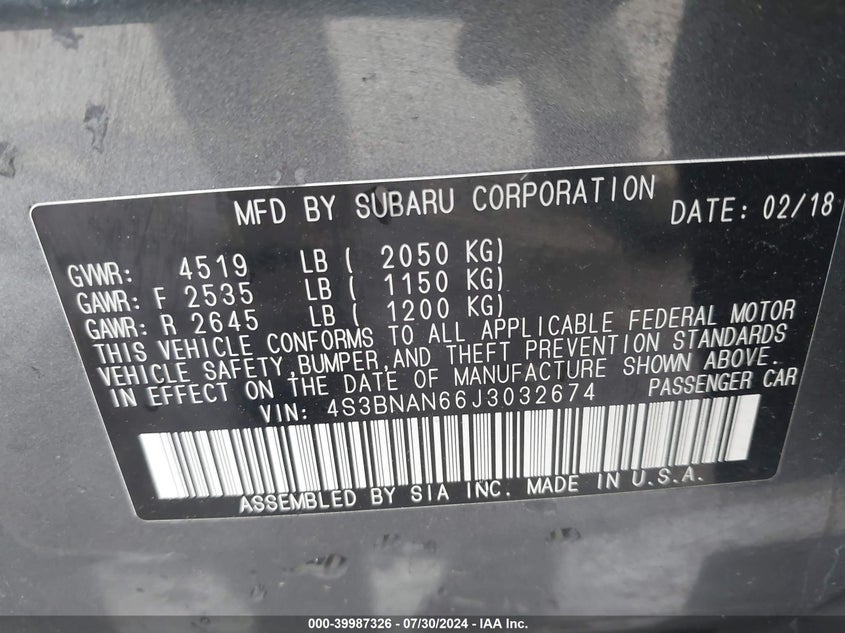 MFD BY SUBARU CORPORATION DATE: 02/18
GVWR: 4519 LB ( 2050 KG)
GAWR: F 2535 LB ( 1150 KG)
GAWR: R 2645 LB ( 1200 KG)
THIS VEHICLE CONFORMS TO ALL APPLICABLE FEDERAL MOTOR
VEHICLE SAFETY,BUMPER,AND THEFT PREVENTION STANDARDS
IN EFFECT ON THE DATE OF MANUFACTURE SHOWN ABOVE.
VIN: 4S3BNAN66J3032674 PASSENGER CAR
ASSEMBLED BY SIA INC. MADE IN U.S.A.
000-39987326 / 07/30/2024 - IAA Inc.